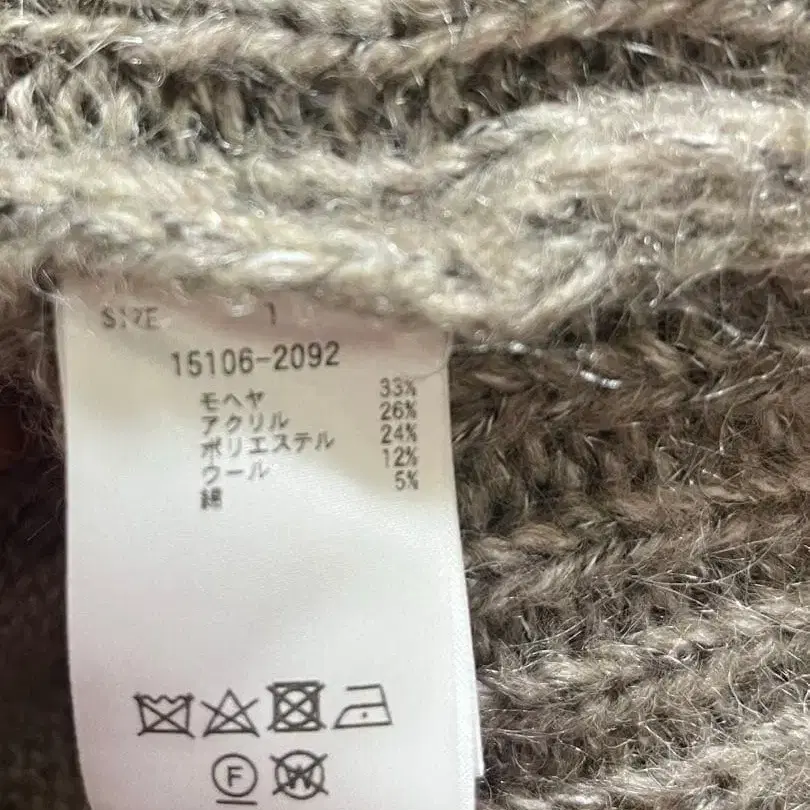 SIZE 1
15106-2092
モヘヤ 33%
アクリル 26%
ポリエステル 24%
ウール 12%
綿 5%
F W